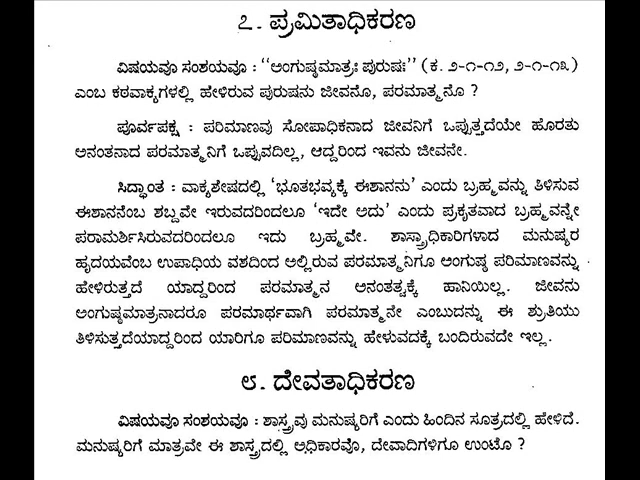 ೭. ಪ್ರಮಿತಾಧಿಕರಣ
ವಿಷಯವೂ ಸಂಶಯವೂ : ‘‘ಅಂಗುಷ್ಠಮಾತ್ರಃ ಪುರುಷಃ’’ (ಕ. ೨-೧-೧೨, ೨-೧-೧೩)
ಎಂಬ ಕಠವಾಕ್ಯಗಳಲ್ಲಿ ಹೇಳಿರುವ ಪುರುಷನು ಜೀವನೊ, ಪರಮಾತ್ಮನೊ ?
ಪೂರ್ವಪಕ್ಷ : ಪರಿಮಾಣವು ಸೋಪಾಧಿಕನಾದ ಜೀವನಿಗೆ ಒಪ್ಪುತ್ತದೆಯೇ ಹೊರತು
ಅನಂತನಾದ ಪರಮಾತ್ಮನಿಗೆ ಒಪ್ಪುವದಿಲ್ಲ, ಆದ್ದರಿಂದ ಇವನು ಜೀವನೇ.
ಸಿದ್ಧಾಂತ : ವಾಕ್ಯಶೇಷದಲ್ಲಿ ‘ಭೂತಭವ್ಯಕ್ಕೆ ಈಶಾನನು’ ಎಂದು ಬ್ರಹ್ಮವನ್ನು ತಿಳಿಸುವ
ಈಶಾನನೆಂಬ ಶಬ್ದವೇ ಇರುವದರಿಂದಲೂ ‘ಇದೇ ಅದು’ ಎಂದು ಪ್ರಕೃತವಾದ ಬ್ರಹ್ಮವನ್ನೇ
ಪರಾಮರ್ಶಿಸಿರುವದರಿಂದಲೂ ಇದು ಬ್ರಹ್ಮವೇ. ಶಾಸ್ತ್ರಾಧಿಕಾರಿಗಳಾದ ಮನುಷ್ಯರ
ಹೃದಯವೆಂಬ ಉಪಾಧಿಯ ವಶದಿಂದ ಅಲ್ಲಿರುವ ಪರಮಾತ್ಮನಿಗೂ ಅಂಗುಷ್ಠ ಪರಿಮಾಣವನ್ನು
ಹೇಳಿರುತ್ತದೆ ಯಾದ್ದರಿಂದ ಪರಮಾತ್ಮನ ಅನಂತತ್ವಕ್ಕೆ ಹಾನಿಯಿಲ್ಲ. ಜೀವನು
ಅಂಗುಷ್ಠಮಾತ್ರನಾದರೂ ಪರಮಾರ್ಥವಾಗಿ ಪರಮಾತ್ಮನೇ ಎಂಬುದನ್ನು ಈ ಶ್ರುತಿಯು
ತಿಳಿಸುತ್ತದೆಯಾದ್ದರಿಂದ ಯಾರಿಗೂ ಪರಿಮಾಣವನ್ನು ಹೇಳುವದಕ್ಕೆ ಬಂದಿರುವದೇ ಇಲ್ಲ.
೮. ದೇವತಾಧಿಕರಣ
ವಿಷಯವೂ ಸಂಶಯವೂ : ಶಾಸ್ತ್ರವು ಮನುಷ್ಯರಿಗೆ ಎಂದು ಹಿಂದಿನ ಸೂತ್ರದಲ್ಲಿ ಹೇಳಿದೆ.
ಮನುಷ್ಯರಿಗೆ ಮಾತ್ರವೇ ಈ ಶಾಸ್ತ್ರದಲ್ಲಿ ಅಧಿಕಾರವೊ, ದೇವಾದಿಗಳಿಗೂ ಉಂಟೊ ?